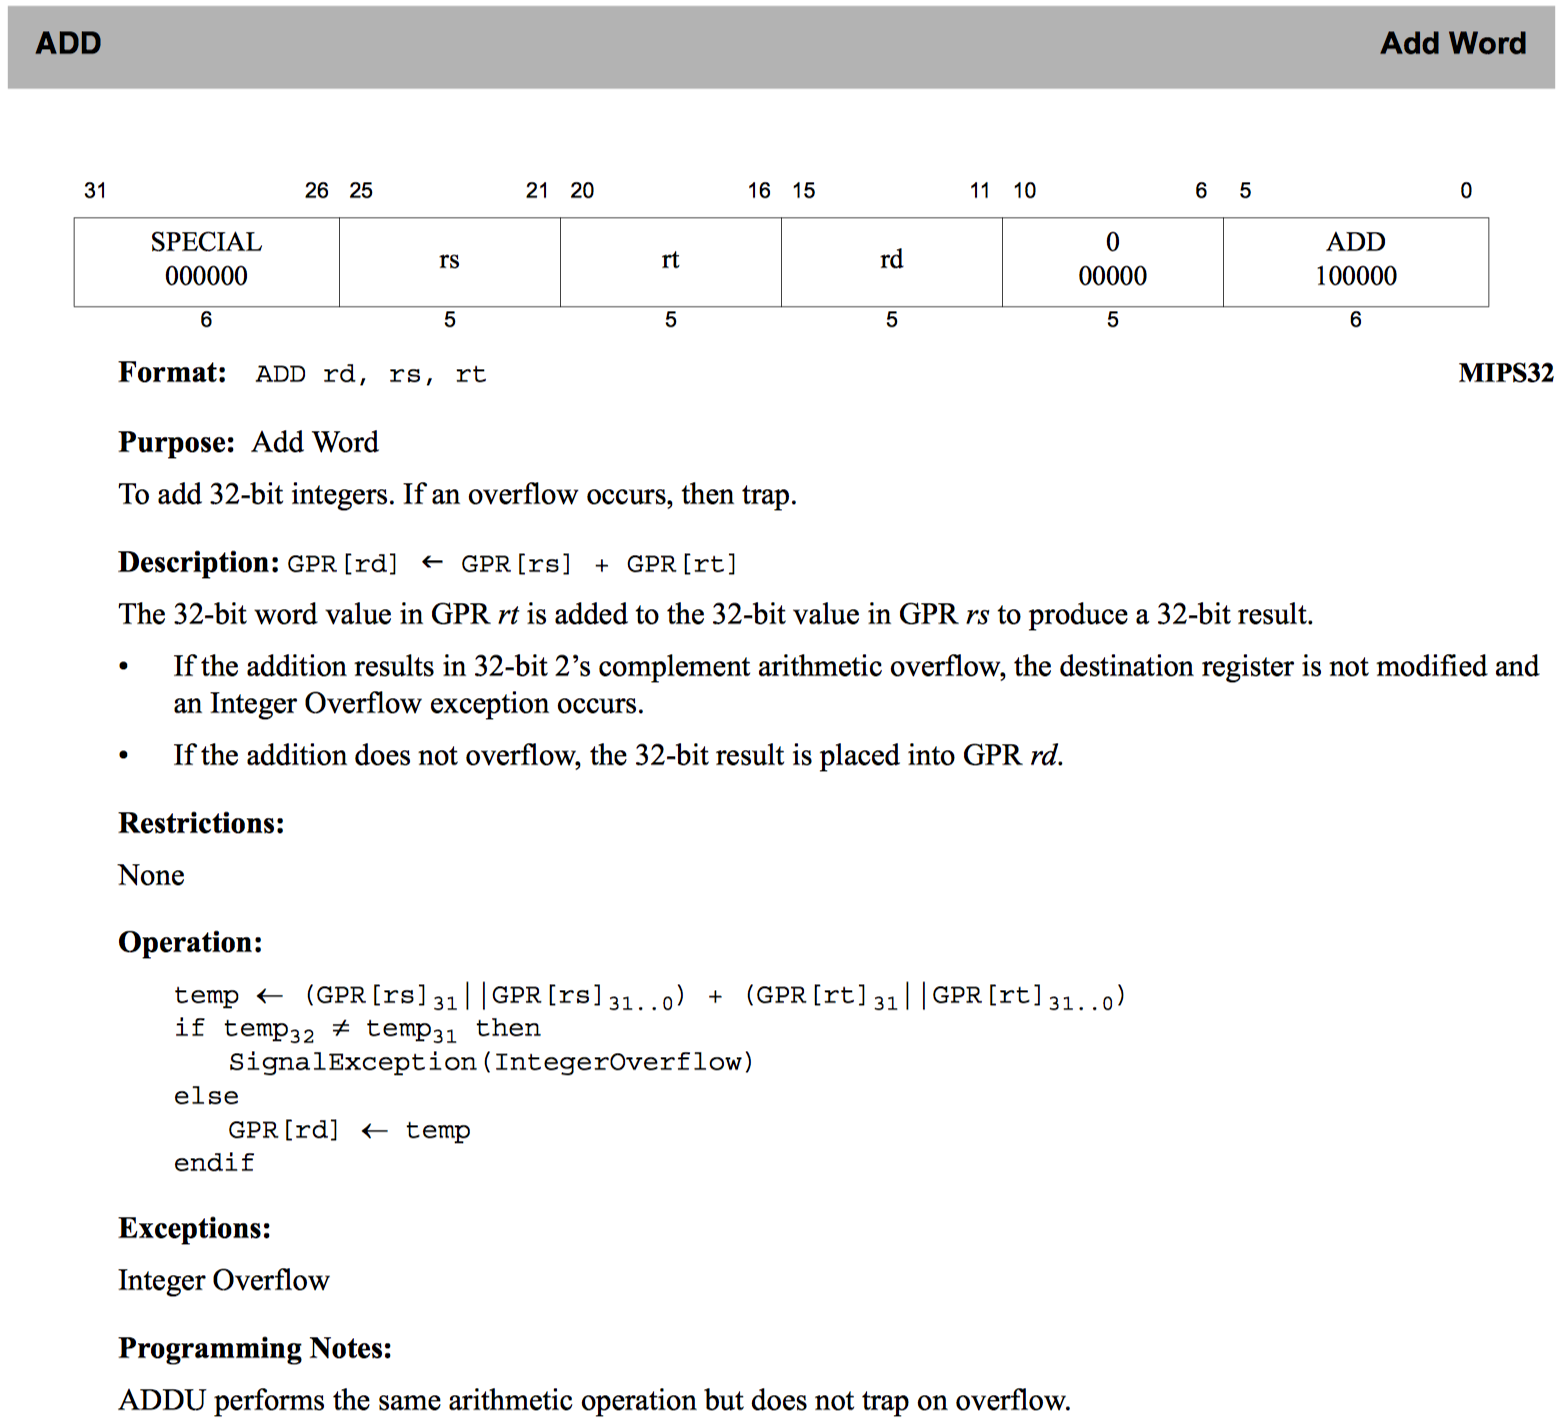 ADD Add Word
31 26 25 21 20 16 15 11 10 6 5 0
SPECIAL rs rt rd 0 ADD
000000 00000 100000
6 5 5 5 5 6
Format: ADD rd, rs, rt MIPS32
Purpose: Add Word
To add 32-bit integers. If an overflow occurs, then trap.
Description: GPR[rd] ← GPR[rs] + GPR[rt]
The 32-bit word value in GPR rt is added to the 32-bit value in GPR rs to produce a 32-bit result.
• If the addition results in 32-bit 2’s complement arithmetic overflow, the destination register is not modified and
an Integer Overflow exception occurs.
• If the addition does not overflow, the 32-bit result is placed into GPR rd.
Restrictions:
None
Operation:
temp ← (GPR[rs]31||GPR[rs]31..0) + (GPR[rt]31||GPR[rt]31..0)
if temp32 ≠ temp31 then
SignalException(IntegerOverflow)
else
GPR[rd] ← temp
endif
Exceptions:
Integer Overflow
Programming Notes:
ADDU performs the same arithmetic operation but does not trap on overflow.